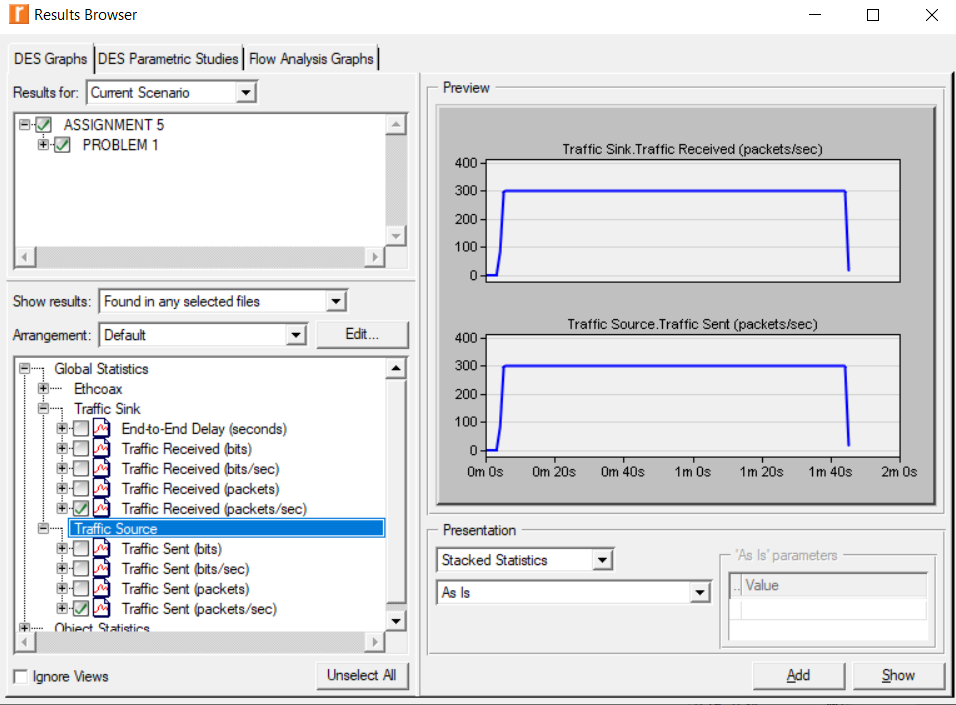 Results Browser
DES Graphs DES Parametric Studies Flow Analysis Graphs
Results for: Current Scenario
ASSIGNMENT 5
PROBLEM 1
Show results: Found in any selected files
Arrangement: Default Edit...
Global Statistics
Ethcoax
Traffic Sink
End-to-End Delay (seconds)
Traffic Received (bits)
Traffic Received (bits/sec)
Traffic Received (packets)
Traffic Received (packets/sec)
Traffic Source
Traffic Sent (bits)
Traffic Sent (bits/sec)
Traffic Sent (packets)
Traffic Sent (packets/sec)
Object Statistics
Ignore Views Unselect All
Preview
Traffic Sink.Traffic Received (packets/sec)
400
300
200
100
0
Traffic Source.Traffic Sent (packets/sec)
400
300
200
100
0
0m 0s 0m 20s 0m 40s 1m 0s 1m 20s 1m 40s 2m 0s
Presentation
Stacked Statistics
As Is
'As Is' parameters
.. Value
Add Show